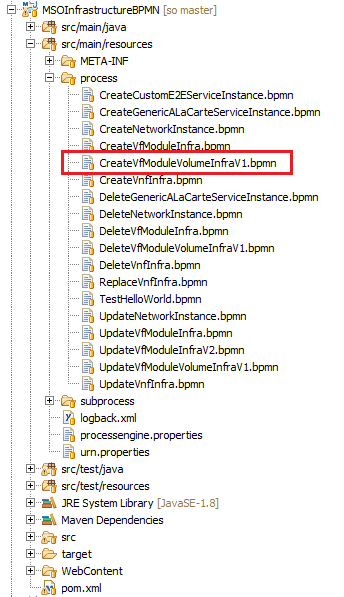 MSOInfrastructureBPMN [so master]
src/main/java
src/main/resources
META-INF
process
CreateCustomE2EServiceInstance.bpmn
CreateGenericALaCarteServiceInstance.bpmn
CreateNetworkInstance.bpmn
CreateVfModuleInfra.bpmn
CreateVfModuleVolumeInfraV1.bpmn
CreateVnfInfra.bpmn
DeleteGenericALaCarteServiceInstance.bpmn
DeleteNetworkInstance.bpmn
DeleteVfModuleInfra.bpmn
DeleteVfModuleVolumeInfraV1.bpmn
DeleteVnfInfra.bpmn
ReplaceVnfInfra.bpmn
TestHelloWorld.bpmn
UpdateNetworkInstance.bpmn
UpdateVfModuleInfra.bpmn
UpdateVfModuleInfraV2.bpmn
UpdateVfModuleVolumeInfraV1.bpmn
UpdateVnfInfra.bpmn
subprocess
logback.xml
processengine.properties
urn.properties
src/test/java
src/test/resources
JRE System Library [JavaSE-1.8]
Maven Dependencies
src
target
WebContent
pom.xml